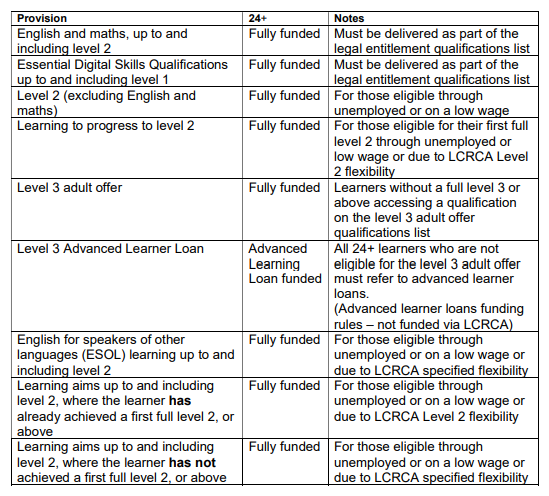 Provision 24+ Notes
English and maths, up to and Fully funded Must be delivered as part of the
including level 2 legal entitlement qualifications list
Essential Digital Skills Qualifications Fully funded Must be delivered as part of the
up to and including level 1 legal entitlement qualifications list
Level 2 (excluding English and Fully funded For those eligible through
maths) unemployed or on a low wage
Learning to progress to level 2 Fully funded For those eligible for their first full
level 2 through unemployed or
low wage or due to LCRCA Level
2 flexibility
Level 3 adult offer Fully funded Learners without a full level 3 or
above accessing a qualification
on the level 3 adult offer
qualifications list
Level 3 Advanced Learner Loan Advanced All 24+ learners who are not
Learning eligible for the level 3 adult offer
Loan funded must refer to advanced learner
loans.
(Advanced learner loans funding
rules – not funded via LCRCA)
English for speakers of other Fully funded For those eligible through
languages (ESOL) learning up to and unemployed or on a low wage or
including level 2 due to LCRCA specified flexibility
Learning aims up to and including Fully funded For those eligible through
level 2, where the learner has unemployed or on a low wage or
already achieved a first full level 2, or due to LCRCA Level 2 flexibility
above
Learning aims up to and including Fully funded For those eligible through
level 2, where the learner has not unemployed or on a low wage or
achieved a first full level 2, or above due to LCRCA specified flexibility